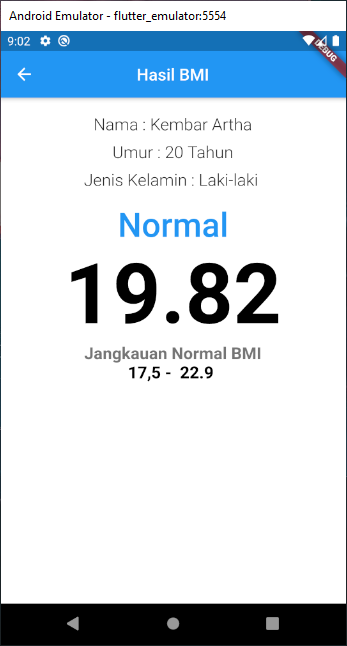 Android Emulator - flutter_emulator:5554
9:02
DEBUG
Hasil BMI
Nama : Kembar Artha
Umur : 20 Tahun
Jenis Kelamin : Laki-laki
Normal
19.82
Jangkauan Normal BMI
17,5 -  22.9